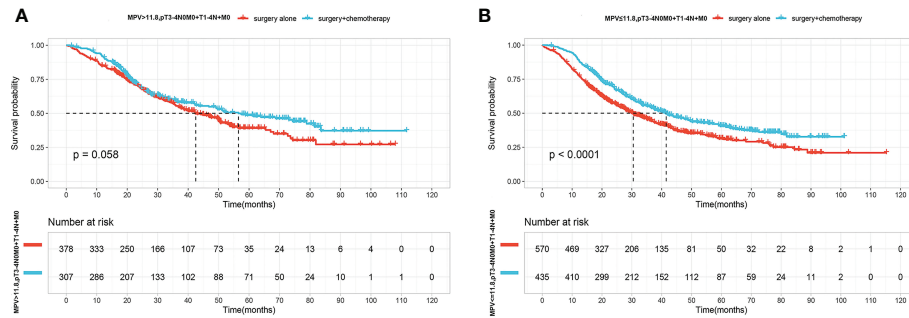 A
MPV>11.8,pT3-4N0M0+T1-4N+M0 surgery alone surgery+chemotherapy
Survival probability
1.00
0.75
0.50
0.25
0.00
p = 0.058
0 10 20 30 40 50 60 70 80 90 100 110 120
Time(months)
Number at risk
MPV>11.8,pT3-4N0M0+T1-4N+M0
378 333 250 166 107 73 35 24 13 6 4 0 0
307 286 207 133 102 88 71 50 24 10 1 1 0
0 10 20 30 40 50 60 70 80 90 100 110 120
Time(months)
B
MPV≤11.8,pT3-4N0M0+T1-4N+M0 surgery alone surgery+chemotherapy
Survival probability
1.00
0.75
0.50
0.25
0.00
p < 0.0001
0 10 20 30 40 50 60 70 80 90 100 110 120
Time(months)
Number at risk
MPV<=11.8,pT3-4N0M0+T1-4N+M0
570 469 327 206 135 81 50 32 22 8 2 1 0
435 410 299 212 152 112 87 59 24 11 2 0 0
0 10 20 30 40 50 60 70 80 90 100 110 120
Time(months)